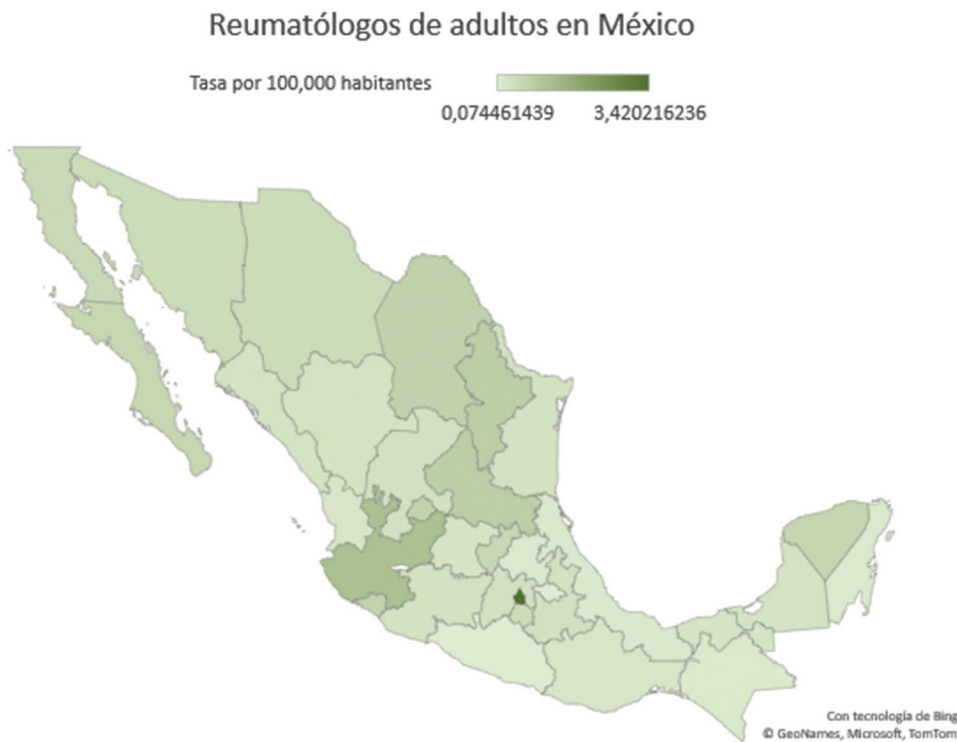 Reumatólogos de adultos en México
Tasa por 100,000 habitantes
0,074461439 3,420216236
Con tecnología de Bing
© GeoNames, Microsoft, TomTom